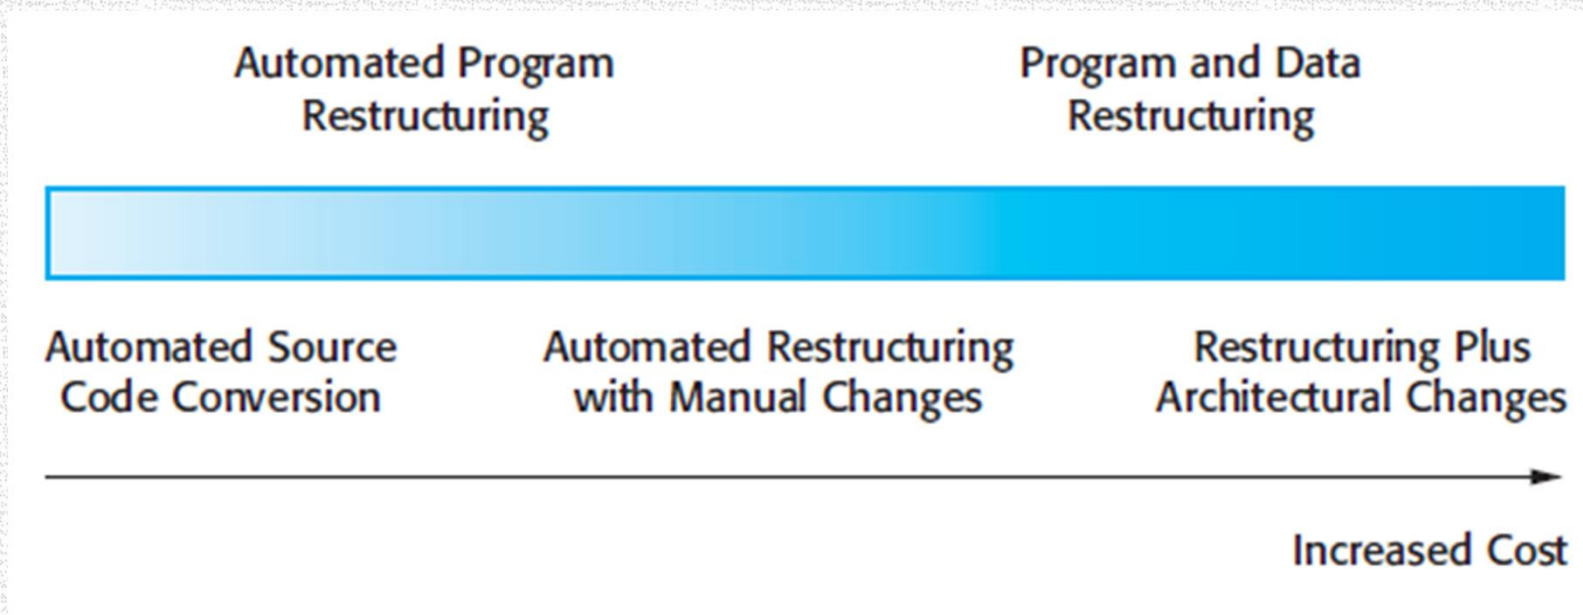 Automated Program
Restructuring
Program and Data
Restructuring
Automated Source
Code Conversion
Automated Restructuring
with Manual Changes
Restructuring Plus
Architectural Changes
Increased Cost